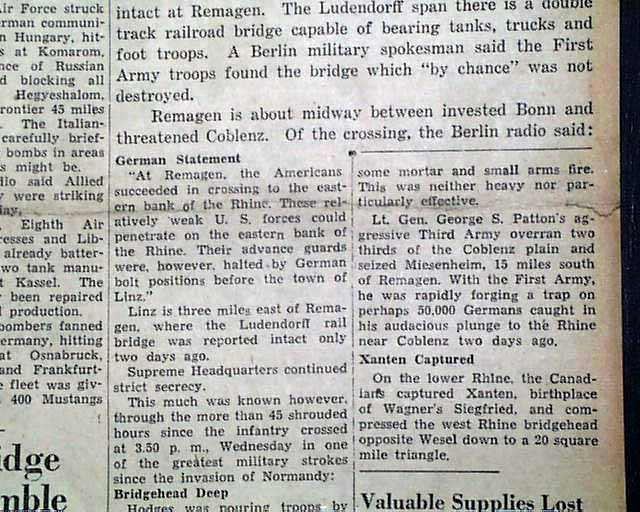 Air Force struck
erman communi-
n Hungary, hit-
s at Komarom,
nce of Russian
d blocking all
Hegyeshalom,
rontier 45 miles
. The Italian-
carefully brief-
bombs in areas
s might be.
dio said Allied
y were striking
lay.
Eighth Air
resses and Lib-
already batter-
wo tank manu-
t Kassel. The
been repaired
production.
bombers fanned
ermany, hitting
at Osnabruck,
and Frankfurt-
e fleet was giv-
400 Mustangs
idge
mble
intact at Remagen. The Ludendorff span there is a double
track railroad bridge capable of bearing tanks, trucks and
foot troops. A Berlin military spokesman said the First
Army troops found the bridge which "by chance" was not
destroyed.
Remagen is about midway between invested Bonn and
threatened Coblenz. Of the crossing, the Berlin radio said:
German Statement
"At Remagen, the Americans
succeeded in crossing to the east-
ern bank of the Rhine. These rel-
atively weak U. S. forces could
penetrate on the eastern bank of
the Rhine. Their advance guards
were, however, halted by German
bolt positions before the town of
Linz."
Linz is three miles east of Rema-
gen, where the Ludendorff rail
bridge was reported intact only
two days ago.
Supreme Headquarters continued
strict secrecy.
This much was known however,
through the more than 45 shrouded
hours since the infantry crossed
at 3.50 p. m., Wednesday in one
of the greatest military strokes
since the invasion of Normandy:
Bridgehead Deep
Hodges was pouring troops by
some mortar and small arms fire.
This was neither heavy nor par-
ticularly effective.
Lt. Gen. George S. Patton's ag-
gressive Third Army overran two
thirds of the Coblenz plain and
seized Miesenheim, 15 miles south
of Remagen. With the First Army,
he was rapidly forging a trap on
perhaps 50,000 Germans caught in
his audacious plunge to the Rhine
near Coblenz two days ago.
Xanten Captured
On the lower Rhine, the Canad-
ians captured Xanten, birthplace
of Wagner's Siegfried, and com-
pressed the west Rhine bridgehead
opposite Wesel down to a 20 square
mile triangle.
Valuable Supplies Lost